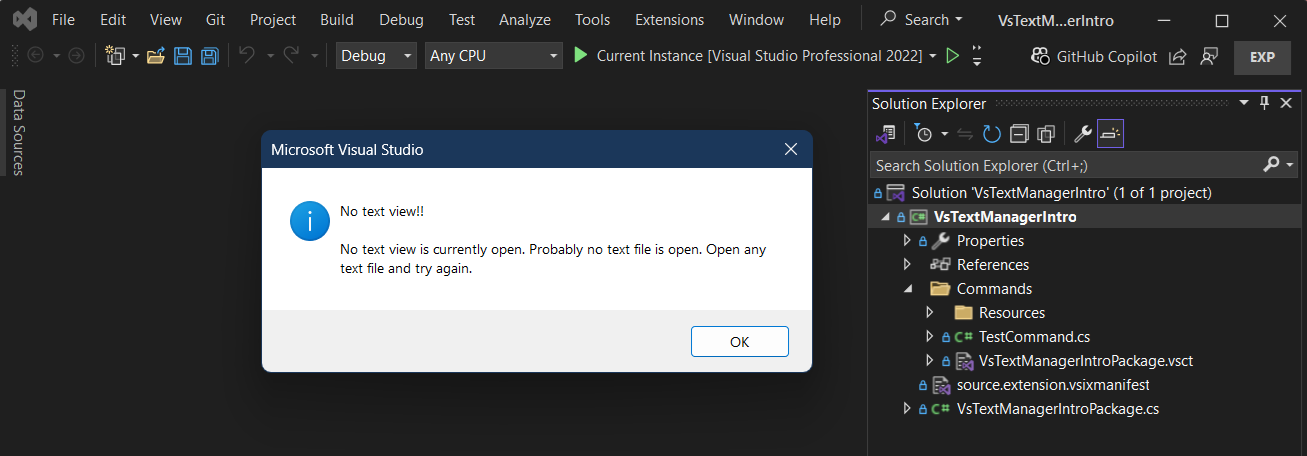 File Edit View Git Project Build Debug Test Analyze Tools Extensions Window Help Search VsTextM...erIntro
Debug Any CPU Current Instance [Visual Studio Professional 2022] GitHub Copilot EXP
Data Sources
Microsoft Visual Studio
No text view!!
No text view is currently open. Probably no text file is open. Open any
text file and try again.
OK
Solution Explorer
Search Solution Explorer (Ctrl+;)
Solution 'VsTextManagerIntro' (1 of 1 project)
C# VsTextManagerIntro
Properties
References
Commands
Resources
C# TestCommand.cs
VsTextManagerIntroPackage.vsct
source.extension.vsixmanifest
C# VsTextManagerIntroPackage.cs